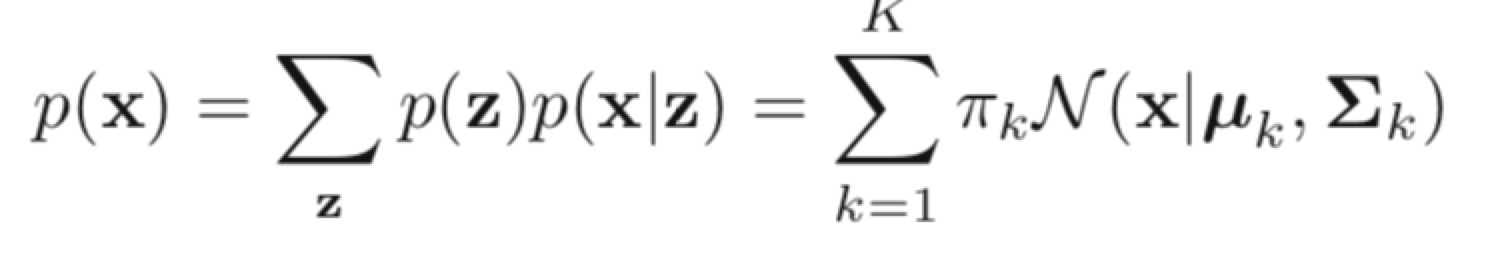 p(𝐱) = ∑_𝐳 p(𝐳)p(𝐱|𝐳) = ∑_{k=1}^{K} π_k 𝒩(𝐱|𝛍_k, 𝚺_k)